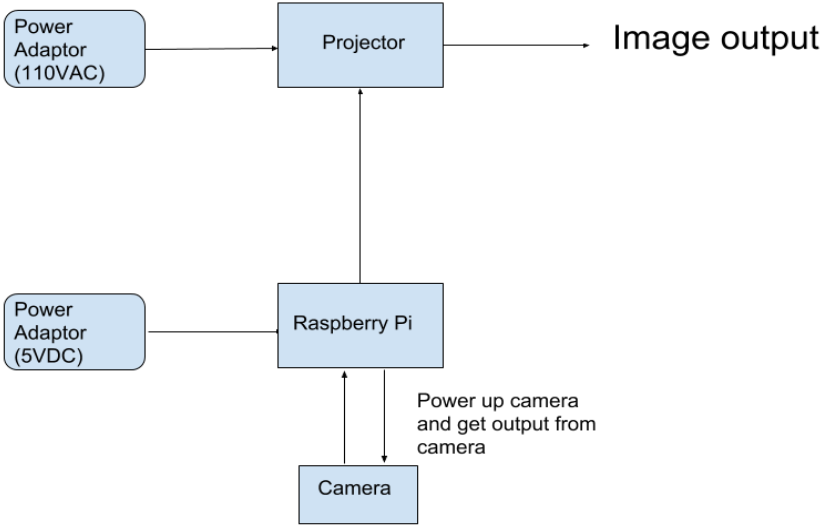 Power
Adaptor
(110VAC)
Projector
Image output
Power
Adaptor
(5VDC)
Raspberry Pi
Power up camera
and get output from
camera
Camera